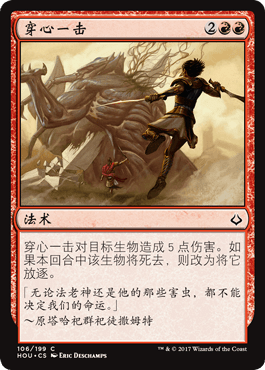 穿心一击 2
法术
穿心一击对目标生物造成5点伤害。如
果本回合中该生物将死去，则改为将它
放逐。
「无论法老神还是他的那些害虫，都不能
决定我们的命运。」
～原塔哈祀群祀徒撒姆特
106/199 C
HOU • CS ERIC DESCHAMPS
™ & © 2017 Wizards of the Coast